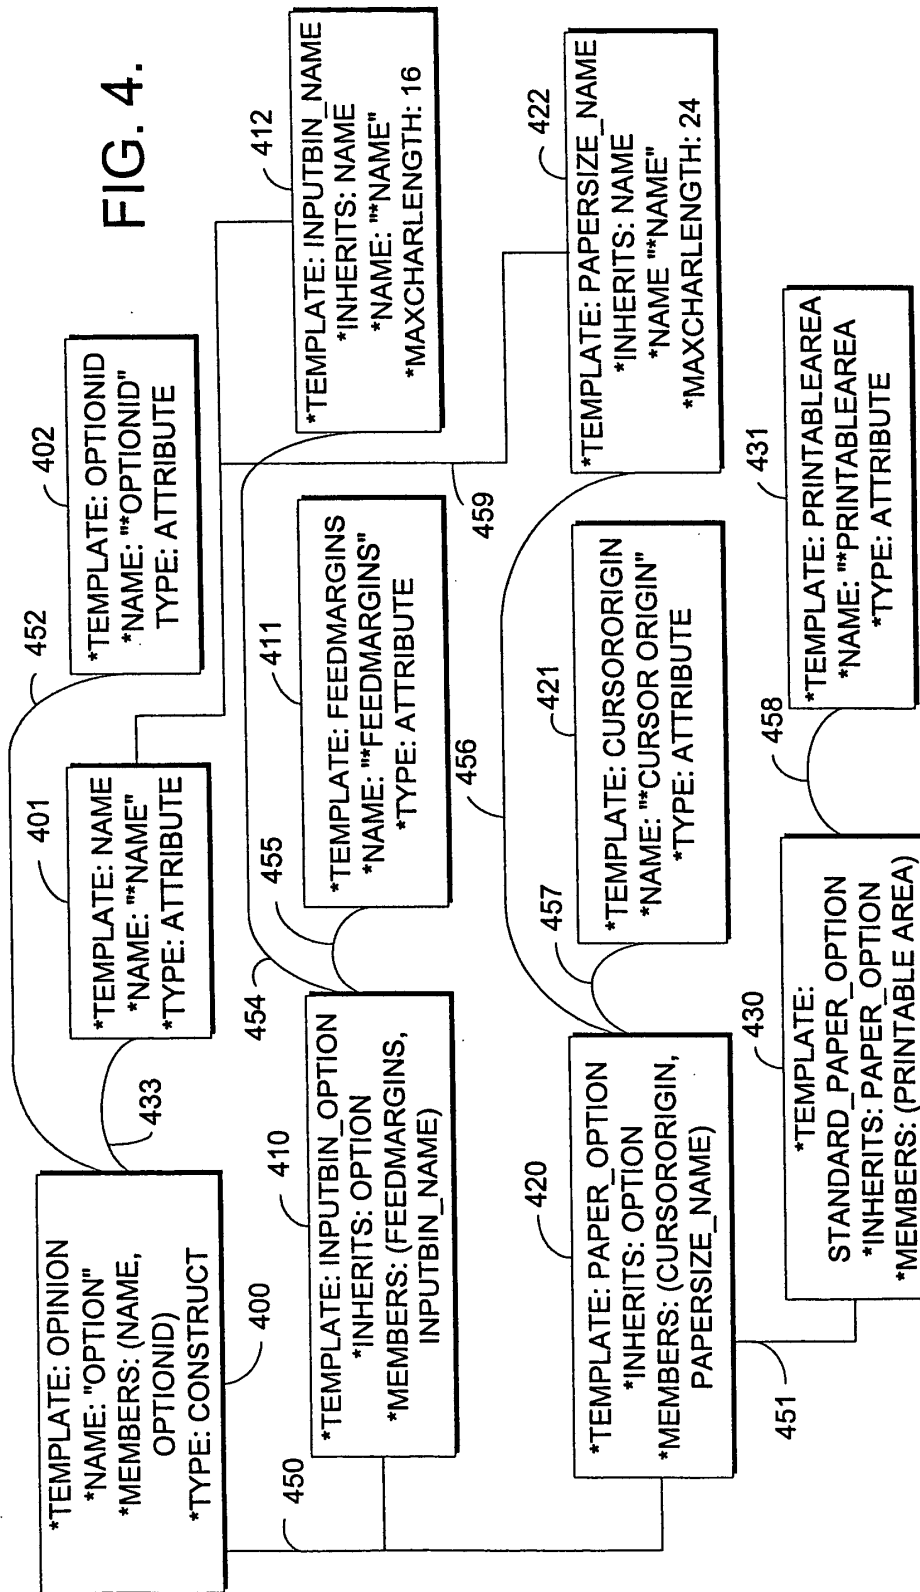 FIG. 4.
*TEMPLATE: OPINION
*NAME: "OPTION"
*MEMBERS: (NAME,
OPTIONID)
*TYPE: CONSTRUCT
400
433
452
*TEMPLATE: NAME
*NAME: "*NAME"
*TYPE: ATTRIBUTE
401
*TEMPLATE: OPTIONID
*NAME: "*OPTIONID"
TYPE: ATTRIBUTE
402
450
*TEMPLATE: INPUTBIN_OPTION
*INHERITS: OPTION
*MEMBERS: (FEEDMARGINS,
INPUTBIN_NAME)
410
454
455
*TEMPLATE: FEEDMARGINS
*NAME: "*FEEDMARGINS"
*TYPE: ATTRIBUTE
411
*TEMPLATE: INPUTBIN_NAME
*INHERITS: NAME
*NAME: "*NAME"
*MAXCHARLENGTH: 16
412
459
*TEMPLATE: PAPER_OPTION
*INHERITS: OPTION
*MEMBERS: (CURSORORIGIN,
PAPERSIZE_NAME)
420
456
457
*TEMPLATE: CURSORORIGIN
*NAME: "*CURSOR ORIGIN"
*TYPE: ATTRIBUTE
421
*TEMPLATE: PAPERSIZE_NAME
*INHERITS: NAME
*NAME "*NAME"
*MAXCHARLENGTH: 24
422
451
*TEMPLATE:
STANDARD_PAPER_OPTION
*INHERITS: PAPER_OPTION
*MEMBERS: (PRINTABLE AREA)
430
458
*TEMPLATE: PRINTABLEAREA
*NAME: "*PRINTABLEAREA
*TYPE: ATTRIBUTE
431